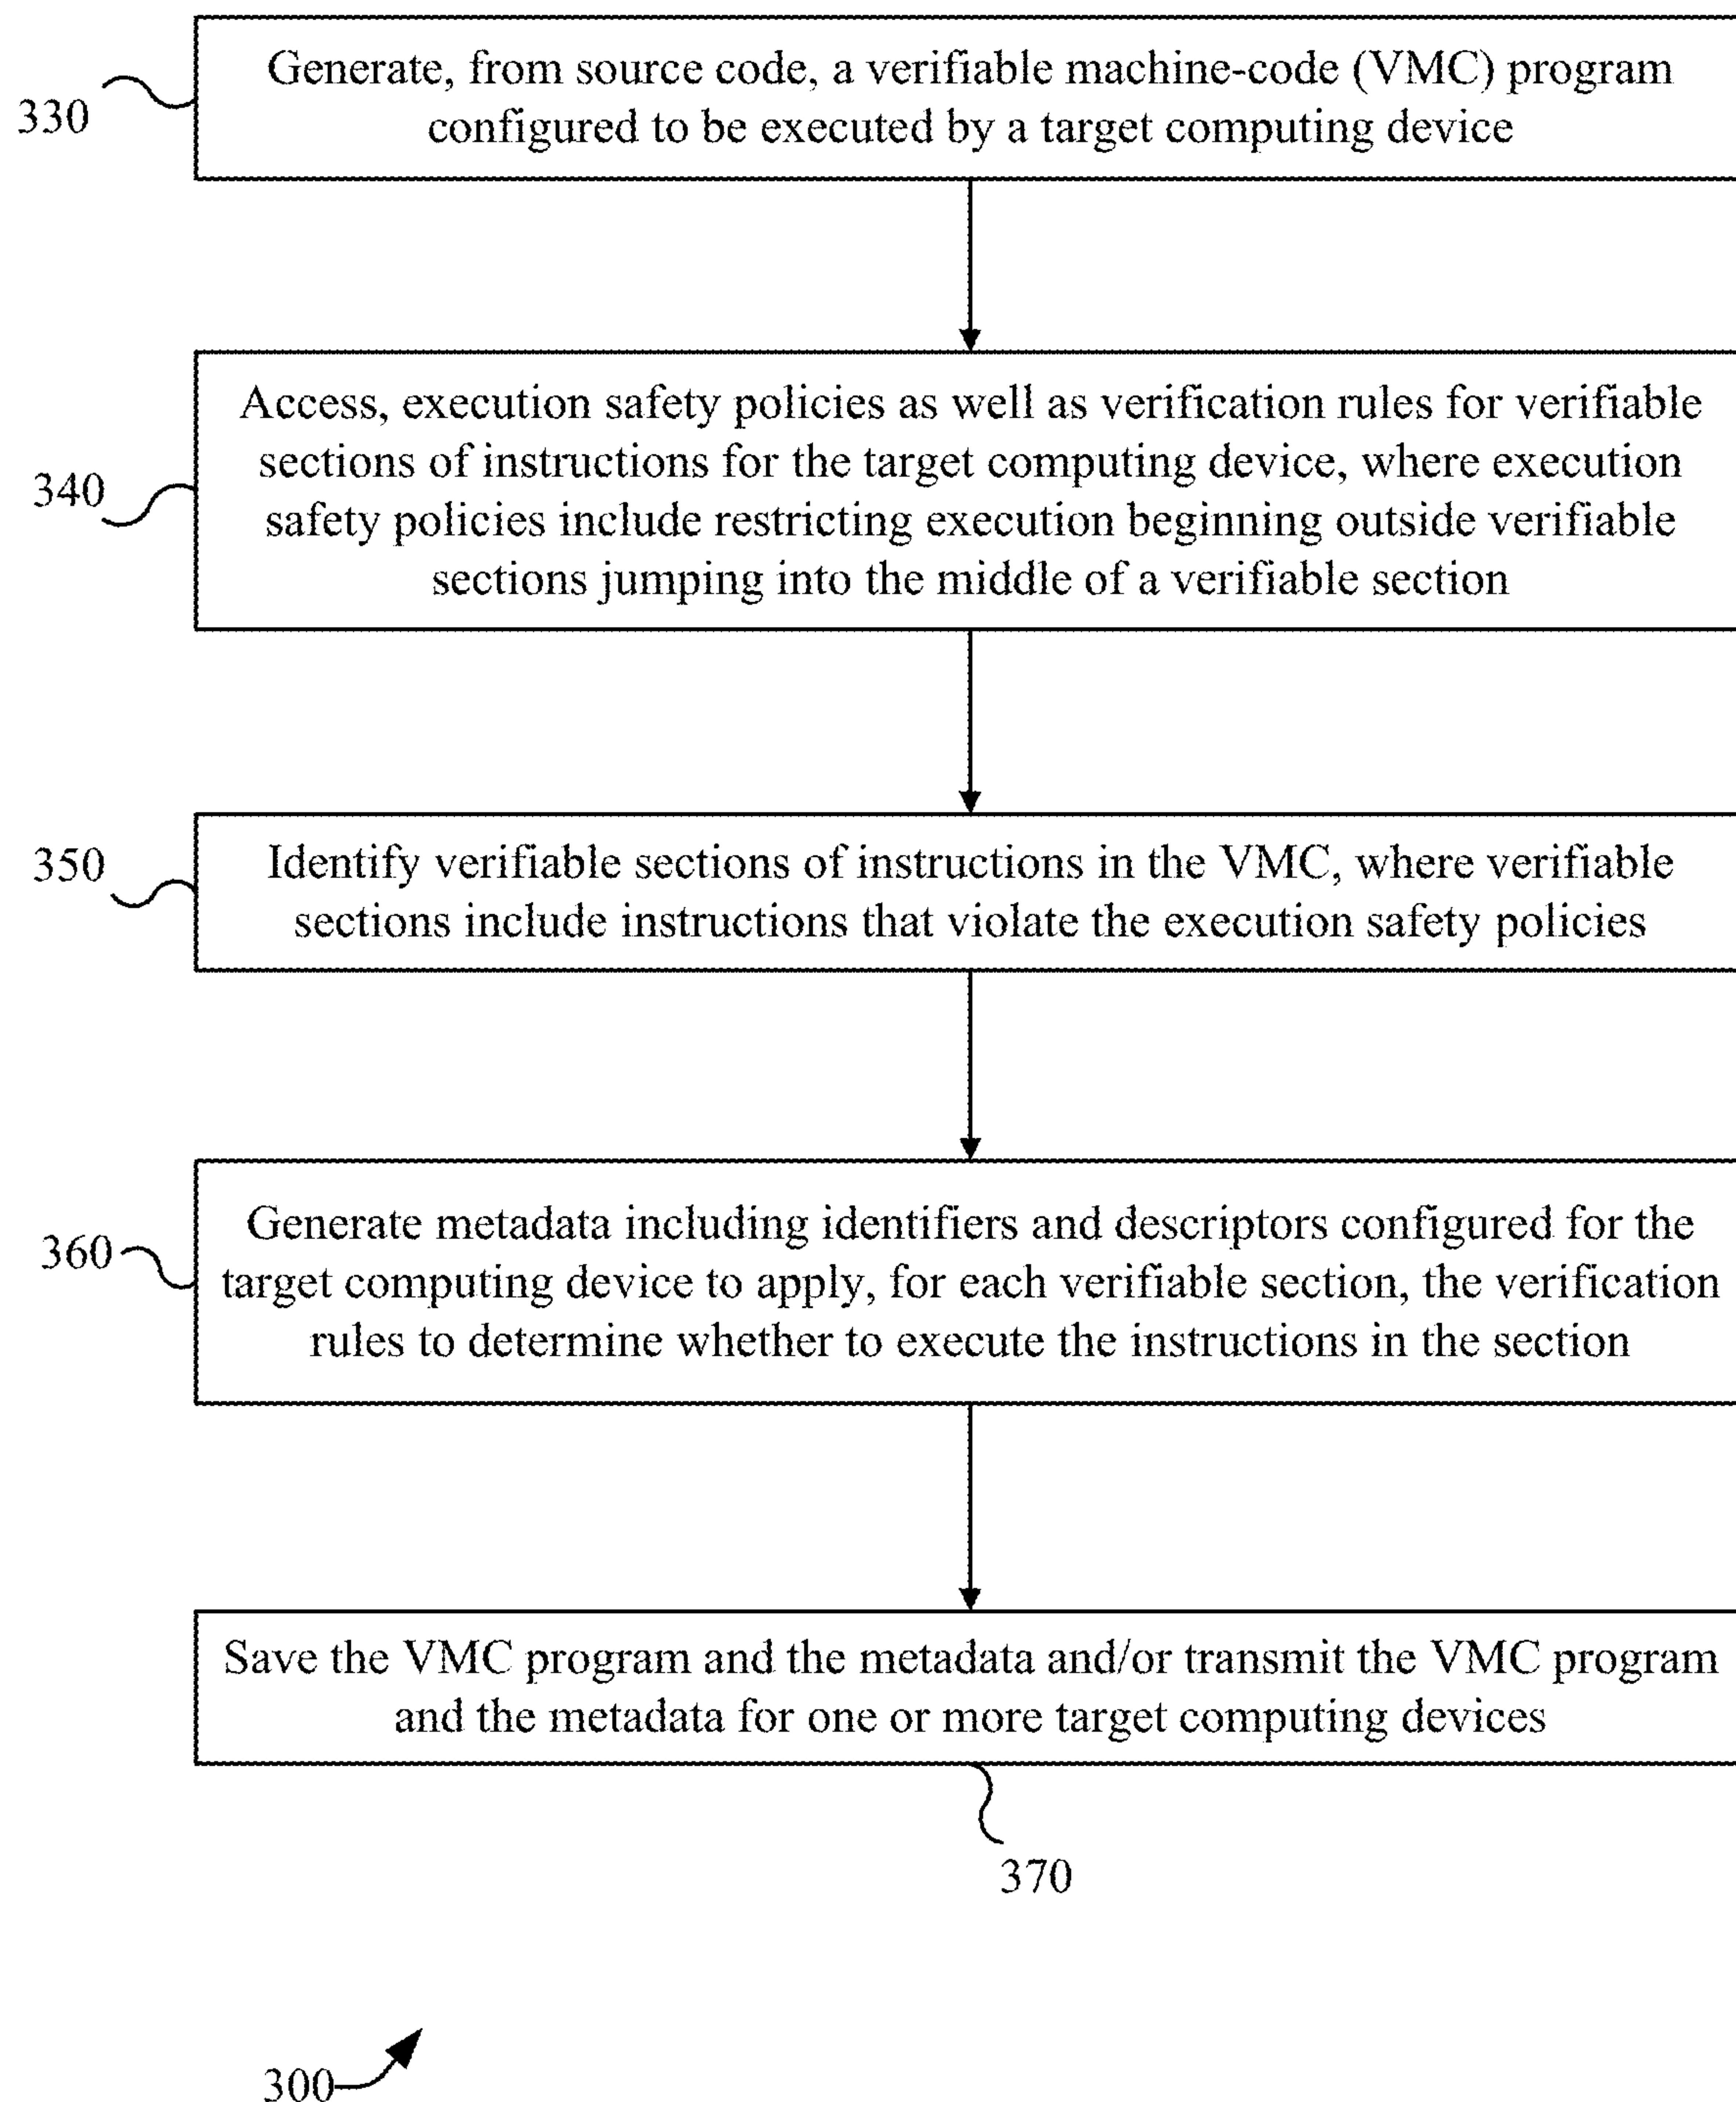 Generate, from source code, a verifiable machine-code (VMC) program
configured to be executed by a target computing device
330
Access, execution safety policies as well as verification rules for verifiable
sections of instructions for the target computing device, where execution
safety policies include restricting execution beginning outside verifiable
sections jumping into the middle of a verifiable section
340
Identify verifiable sections of instructions in the VMC, where verifiable
sections include instructions that violate the execution safety policies
350
Generate metadata including identifiers and descriptors configured for the
target computing device to apply, for each verifiable section, the verification
rules to determine whether to execute the instructions in the section
360
Save the VMC program and the metadata and/or transmit the VMC program
and the metadata for one or more target computing devices
370
300